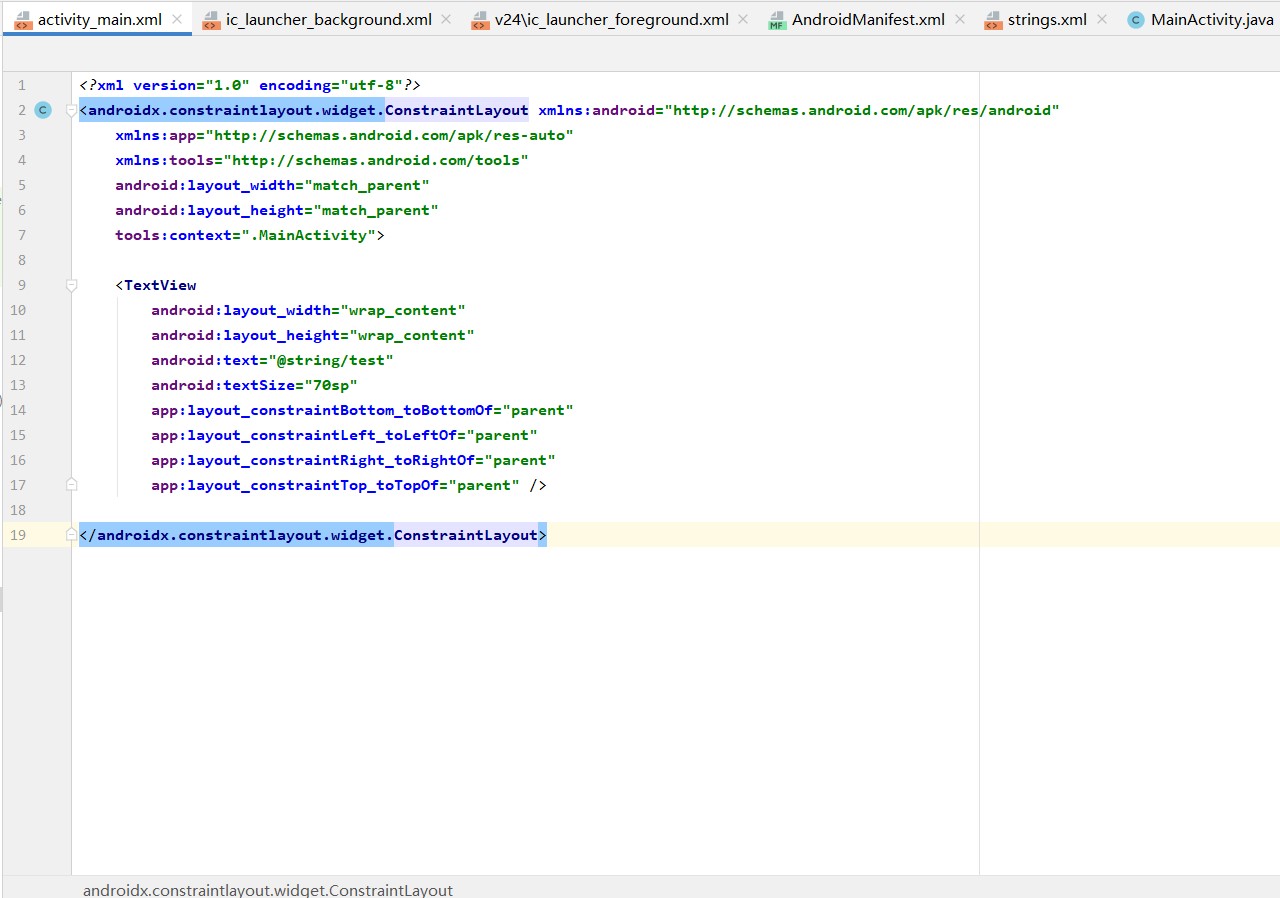 activity_main.xml ic_launcher_background.xml v24\ic_launcher_foreground.xml MF AndroidManifest.xml strings.xml C MainActivity.java
1 <?xml version="1.0" encoding="utf-8"?>
2 C <androidx.constraintlayout.widget.ConstraintLayout xmlns:android="http://schemas.android.com/apk/res/android"
3 xmlns:app="http://schemas.android.com/apk/res-auto"
4 xmlns:tools="http://schemas.android.com/tools"
5 android:layout_width="match_parent"
6 android:layout_height="match_parent"
7 tools:context=".MainActivity">
8
9 <TextView
10 android:layout_width="wrap_content"
11 android:layout_height="wrap_content"
12 android:text="@string/test"
13 android:textSize="70sp"
14 app:layout_constraintBottom_toBottomOf="parent"
15 app:layout_constraintLeft_toLeftOf="parent"
16 app:layout_constraintRight_toRightOf="parent"
17 app:layout_constraintTop_toTopOf="parent" />
18
19 </androidx.constraintlayout.widget.ConstraintLayout>
androidx.constraintlayout.widget.ConstraintLayout